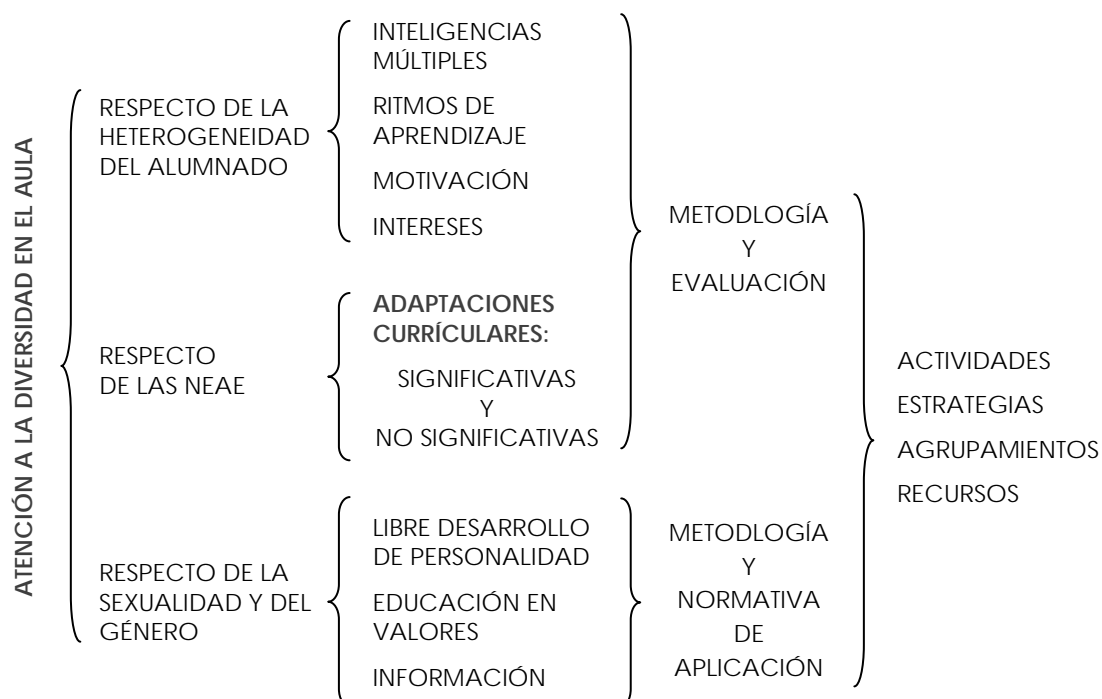 ATENCIÓN A LA DIVERSIDAD EN EL AULA
RESPECTO DE LA
HETEROGENEIDAD
DEL ALUMNADO
INTELIGENCIAS
MÚLTIPLES
RITMOS DE
APRENDIZAJE
MOTIVACIÓN
INTERESES
RESPECTO
DE LAS NEAE
ADAPTACIONES
CURRÍCULARES:
SIGNIFICATIVAS
Y
NO SIGNIFICATIVAS
METODLOGÍA
Y
EVALUACIÓN
RESPECTO DE LA
SEXUALIDAD Y DEL
GÉNERO
LIBRE DESARROLLO
DE PERSONALIDAD
EDUCACIÓN EN
VALORES
INFORMACIÓN
METODLOGÍA
Y
NORMATIVA
DE
APLICACIÓN
ACTIVIDADES
ESTRATEGIAS
AGRUPAMIENTOS
RECURSOS